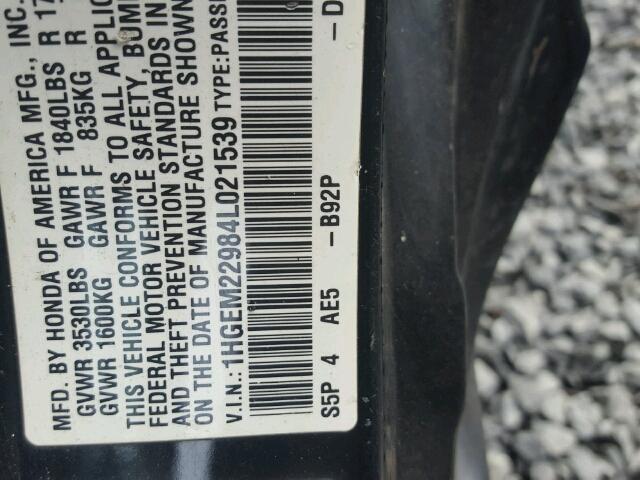 MFD. BY HONDA OF AMERICA MFG., INC.
GVWR 3530LBS GAWR F 1840LBS R 17
GVWR 1600KG GAWR F 835KG R
THIS VEHICLE CONFORMS TO ALL APPLIC
FEDERAL MOTOR VEHICLE SAFETY, BUMP
AND THEFT PREVENTION STANDARDS IN
ON THE DATE OF MANUFACTURE SHOWN
V.I.N.: 1HGEM22984L021539 TYPE:PASS
S5P 4 AE5 –B92P –D